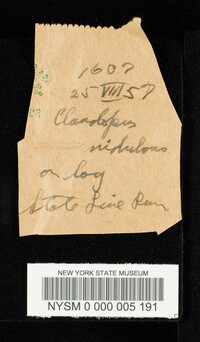 1607
25 VIII 57
Claudopus
nidulans
on log
State Line Run
NEW YORK STATE MUSEUM
NYSM 0 000 005 191